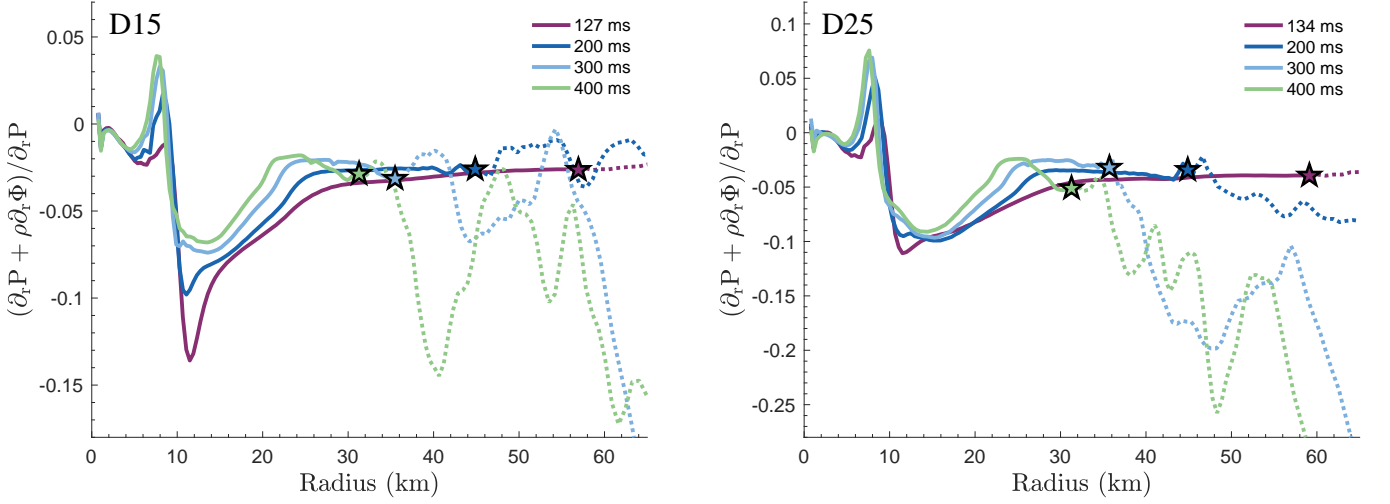 D15
127 ms
200 ms
300 ms
400 ms
0.05
0
-0.05
-0.1
-0.15
(∂rP + ρ∂rΦ)/∂rP
0 10 20 30 40 50 60
Radius (km)
D25
134 ms
200 ms
300 ms
400 ms
0.1
0.05
0
-0.05
-0.1
-0.15
-0.2
-0.25
(∂rP + ρ∂rΦ)/∂rP
0 10 20 30 40 50 60
Radius (km)